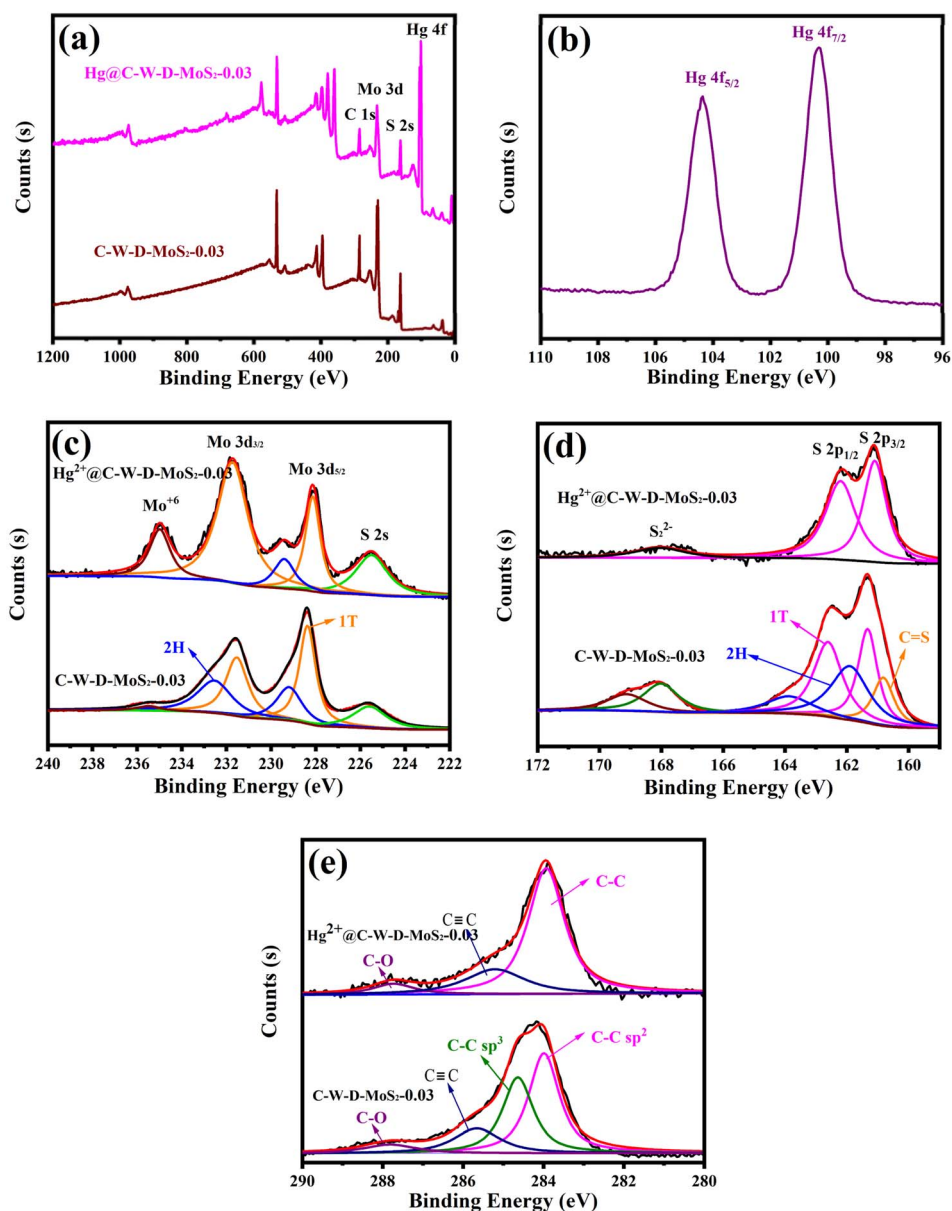 (a)
Hg 4f
Hg@C-W-D-MoS₂-0.03
Mo 3d
C 1s
S 2s
C-W-D-MoS₂-0.03
Counts (s)
1200 1000 800 600 400 200 0
Binding Energy (eV)
(b)
Hg 4f₇/₂
Hg 4f₅/₂
Counts (s)
110 108 106 104 102 100 98 96
Binding Energy (eV)
(c)
Mo 3d₃/₂
Hg²⁺@C-W-D-MoS₂-0.03
Mo 3d₅/₂
Mo⁺⁶
S 2s
1T
2H
C-W-D-MoS₂-0.03
Counts (s)
240 238 236 234 232 230 228 226 224 222
Binding Energy (eV)
(d)
S 2p₃/₂
S 2p₁/₂
Hg²⁺@C-W-D-MoS₂-0.03
S₂²⁻
1T
C=S
C-W-D-MoS₂-0.03
2H
Counts (s)
172 170 168 166 164 162 160
Binding Energy (eV)
(e)
C-C
C≡C
Hg²⁺@C-W-D-MoS₂-0.03
C-O
C-C sp³
C-C sp²
C≡C
C-W-D-MoS₂-0.03
C-O
Counts (s)
290 288 286 284 282 280
Binding Energy (eV)